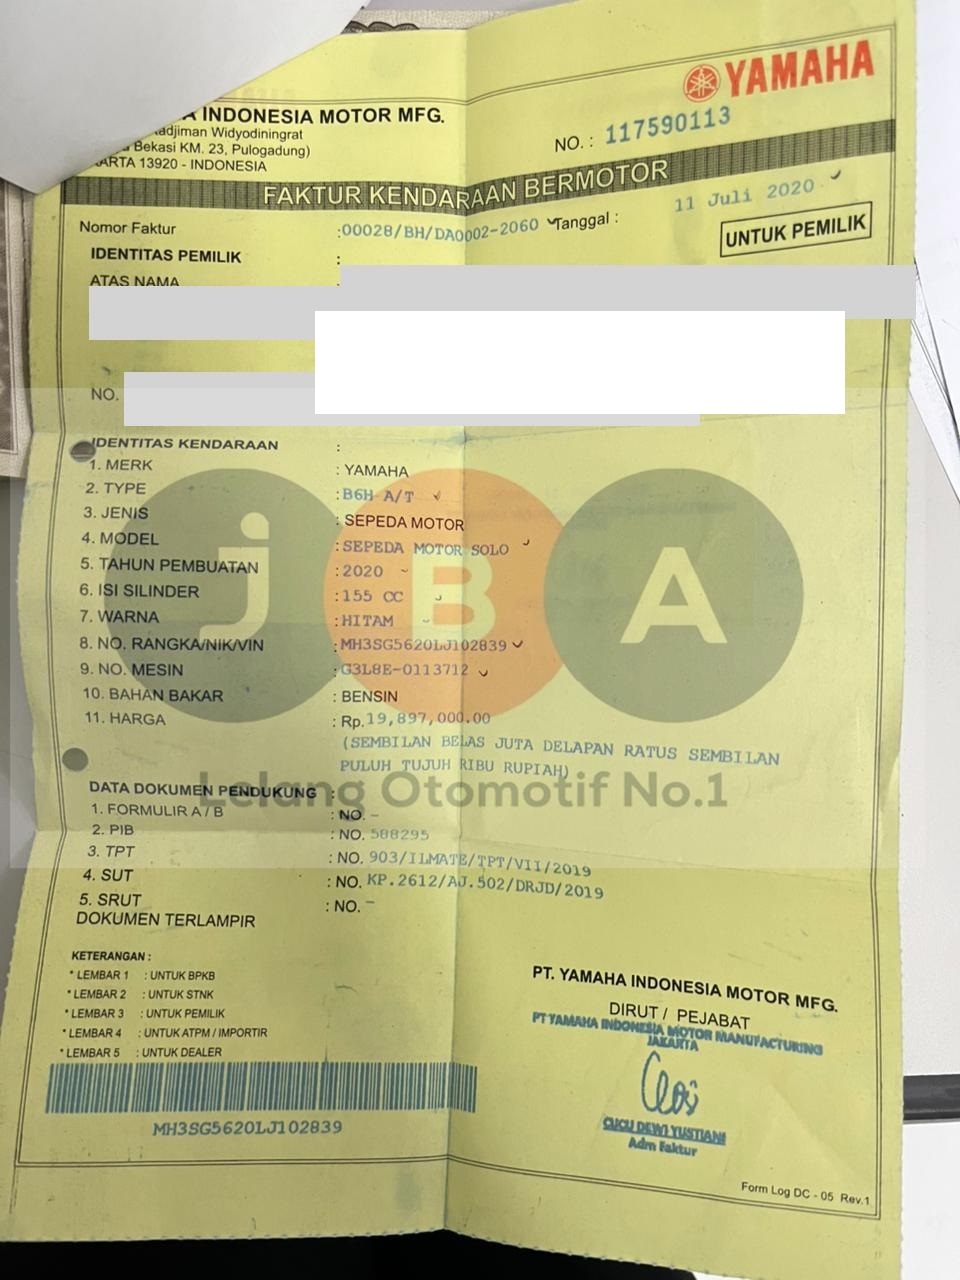 YAMAHA
A INDONESIA MOTOR MFG.
adjiman Widyodiningrat
Bekasi KM. 23, Pulogadung)
ARTA 13920 - INDONESIA
NO. : 117590113
FAKTUR KENDARAAN BERMOTOR
Nomor Faktur :00028/BH/DA0002-2060 Tanggal : 11 Juli 2020
UNTUK PEMILIK
IDENTITAS PEMILIK :
ATAS NAMA :
NO.
IDENTITAS KENDARAAN :
1. MERK : YAMAHA
2. TYPE : B6H A/T
3. JENIS : SEPEDA MOTOR
4. MODEL : SEPEDA MOTOR SOLO
5. TAHUN PEMBUATAN : 2020
6. ISI SILINDER : 155 CC
7. WARNA : HITAM
8. NO. RANGKA/NIK/VIN : MH3SG5620LJ102839
9. NO. MESIN : G3L8E-0113712
10. BAHAN BAKAR : BENSIN
11. HARGA : Rp. 19,897,000.00
(SEMBILAN BELAS JUTA DELAPAN RATUS SEMBILAN
PULUH TUJUH RIBU RUPIAH)
jBA
Lelang Otomotif No.1
DATA DOKUMEN PENDUKUNG :
1. FORMULIR A / B : NO. -
2. PIB : NO. 588295
3. TPT : NO. 903/ILMATE/TPT/VII/2019
4. SUT : NO. KP.2612/AJ.502/DRJD/2019
5. SRUT : NO. -
DOKUMEN TERLAMPIR
KETERANGAN :
* LEMBAR 1 : UNTUK BPKB
* LEMBAR 2 : UNTUK STNK
* LEMBAR 3 : UNTUK PEMILIK
* LEMBAR 4 : UNTUK ATPM / IMPORTIR
* LEMBAR 5 : UNTUK DEALER
MH3SG5620LJ102839
PT. YAMAHA INDONESIA MOTOR MFG.
DIRUT / PEJABAT
PT YAMAHA INDONESIA MOTOR MANUFACTURING
JAKARTA
CUCU DEWI YUSTIANI
Adm Faktur
Form Log DC - 05 Rev.1